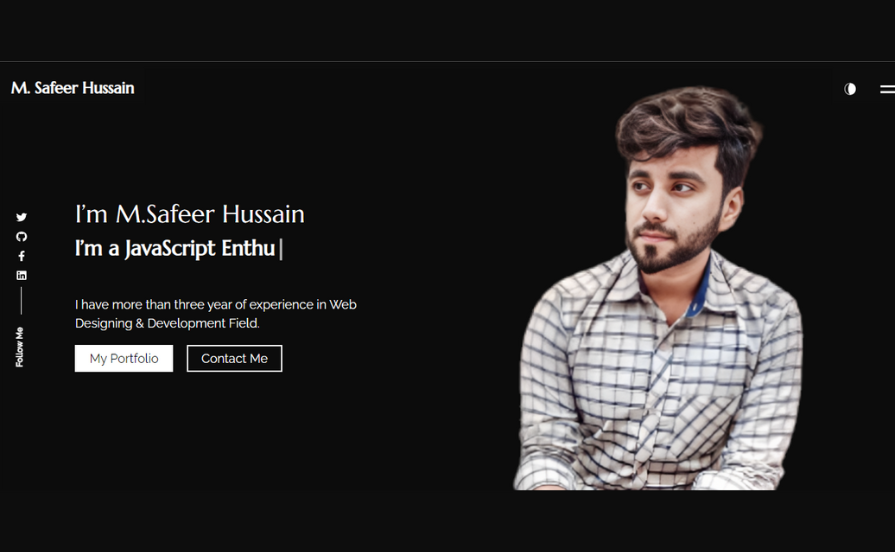 M. Safeer Hussain
I'm M.Safeer Hussain
I'm a JavaScript Enthu|
I have more than three year of experience in Web
Designing & Development Field.
My Portfolio
Contact Me
Follow Me